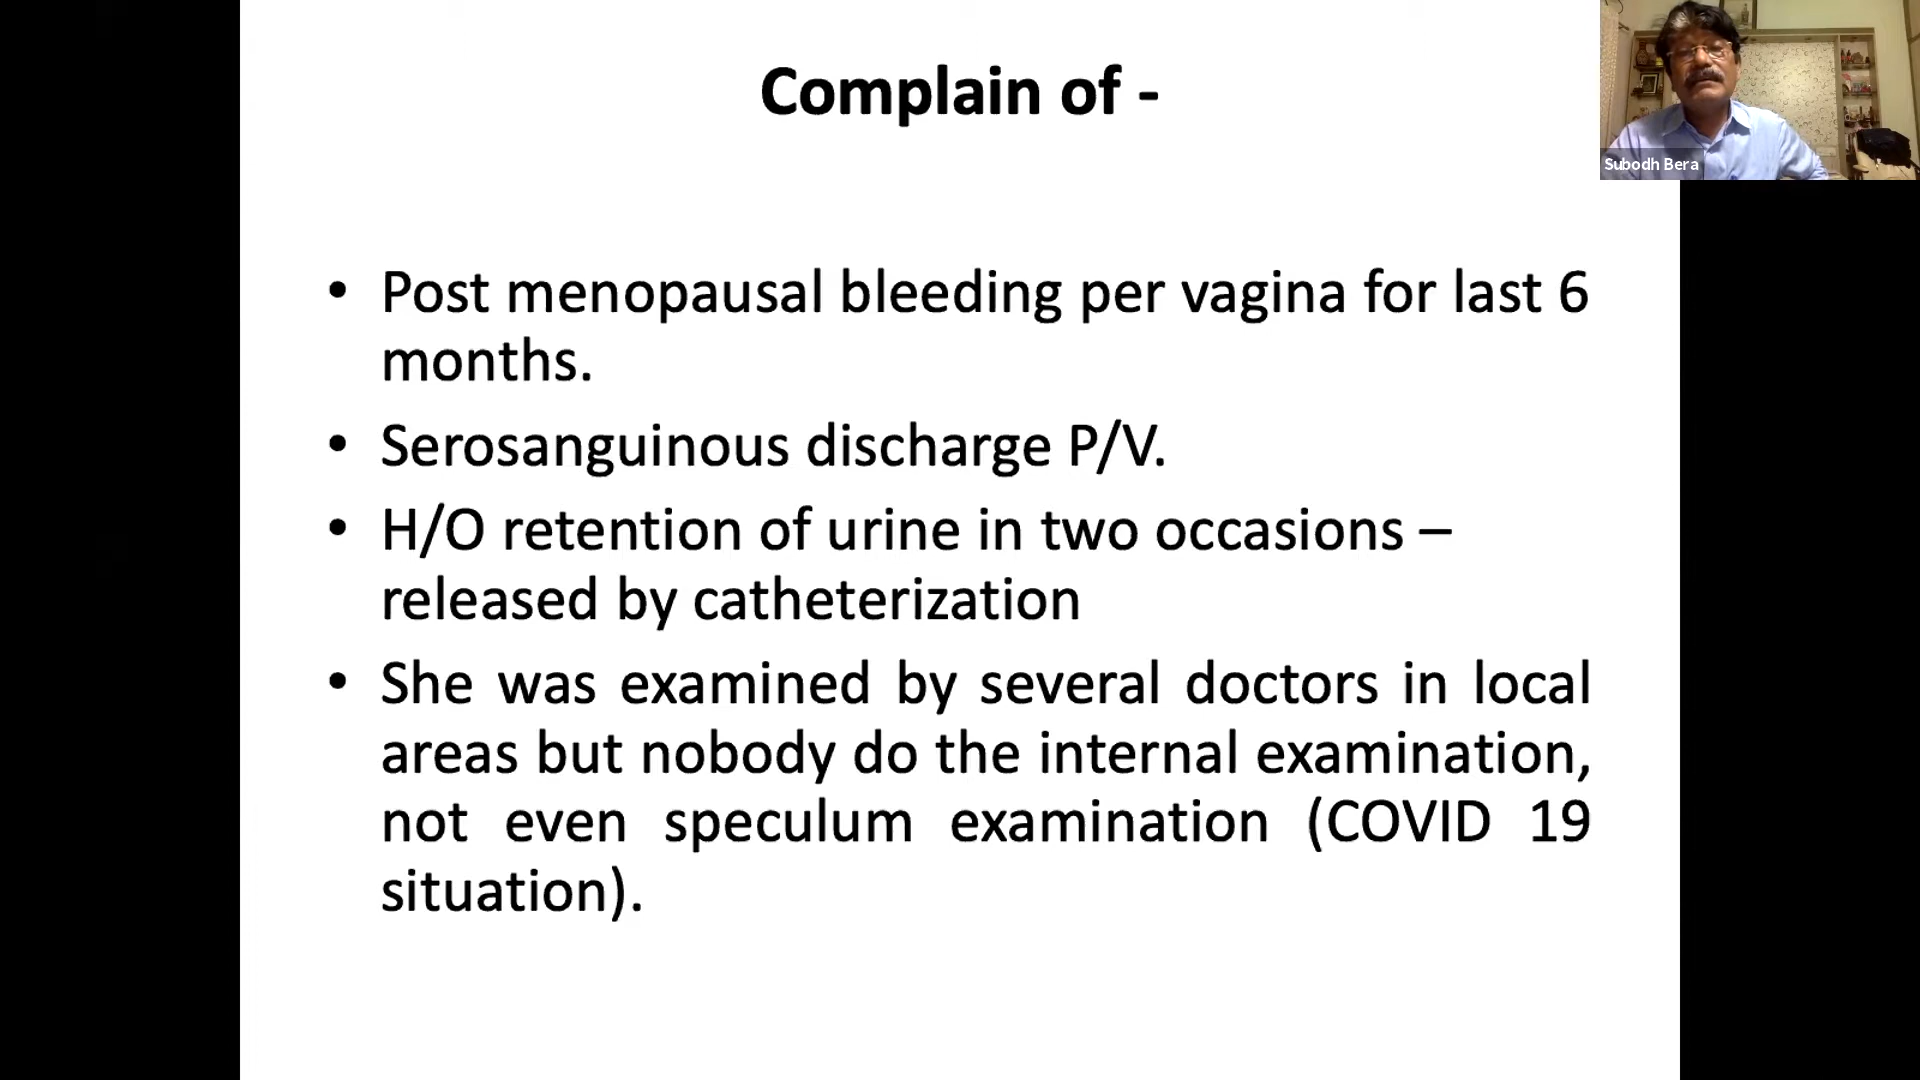 Complain of -
Subodh Bera
• Post menopausal bleeding per vagina for last 6
months.
• Serosanguinous discharge P/V.
• H/O retention of urine in two occasions –
released by catheterization
• She was examined by several doctors in local
areas but nobody do the internal examination,
not even speculum examination (COVID 19
situation).